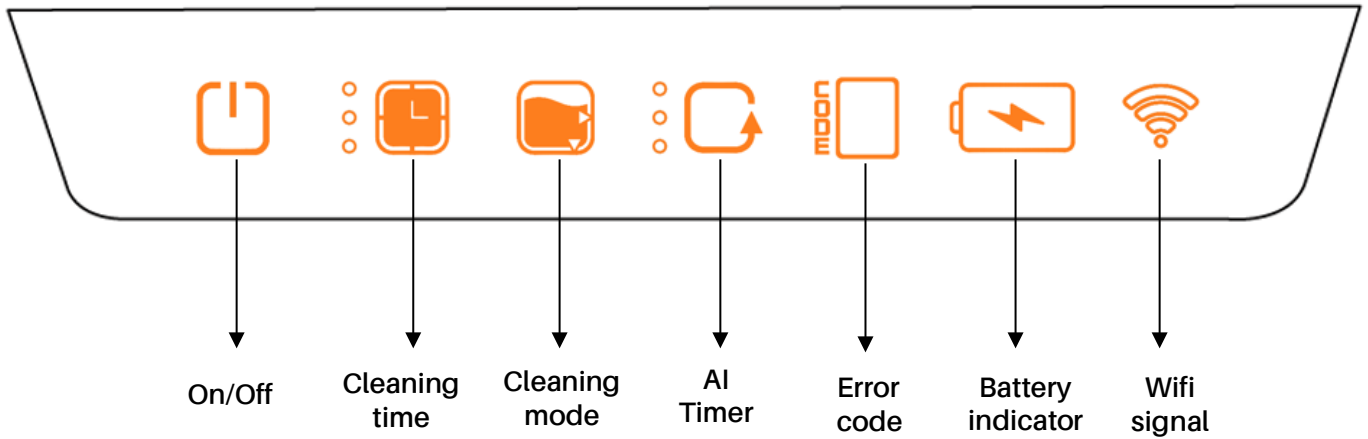 CODE
On/Off
Cleaning
time
Cleaning
mode
AI
Timer
Error
code
Battery
indicator
Wifi
signal